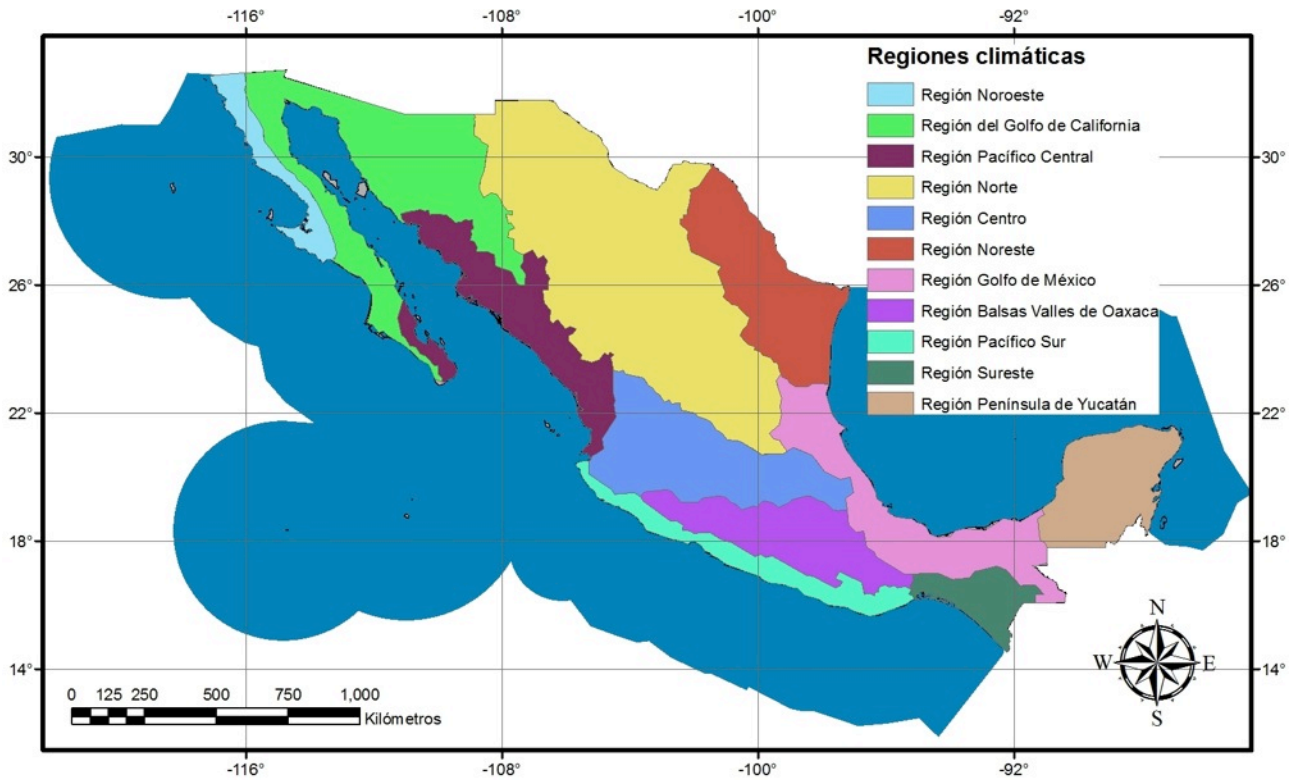 -116° -108° -100° -92°
Regiones climáticas
Región Noroeste
Región del Golfo de California
Región Pacífico Central
Región Norte
Región Centro
Región Noreste
Región Golfo de México
Región Balsas Valles de Oaxaca
Región Pacífico Sur
Región Sureste
Región Península de Yucatán
30° 30°
26° 26°
22° 22°
18° 18°
14° 14°
N
W E
S
0 125 250 500 750 1,000
Kilómetros
-116° -108° -100° -92°